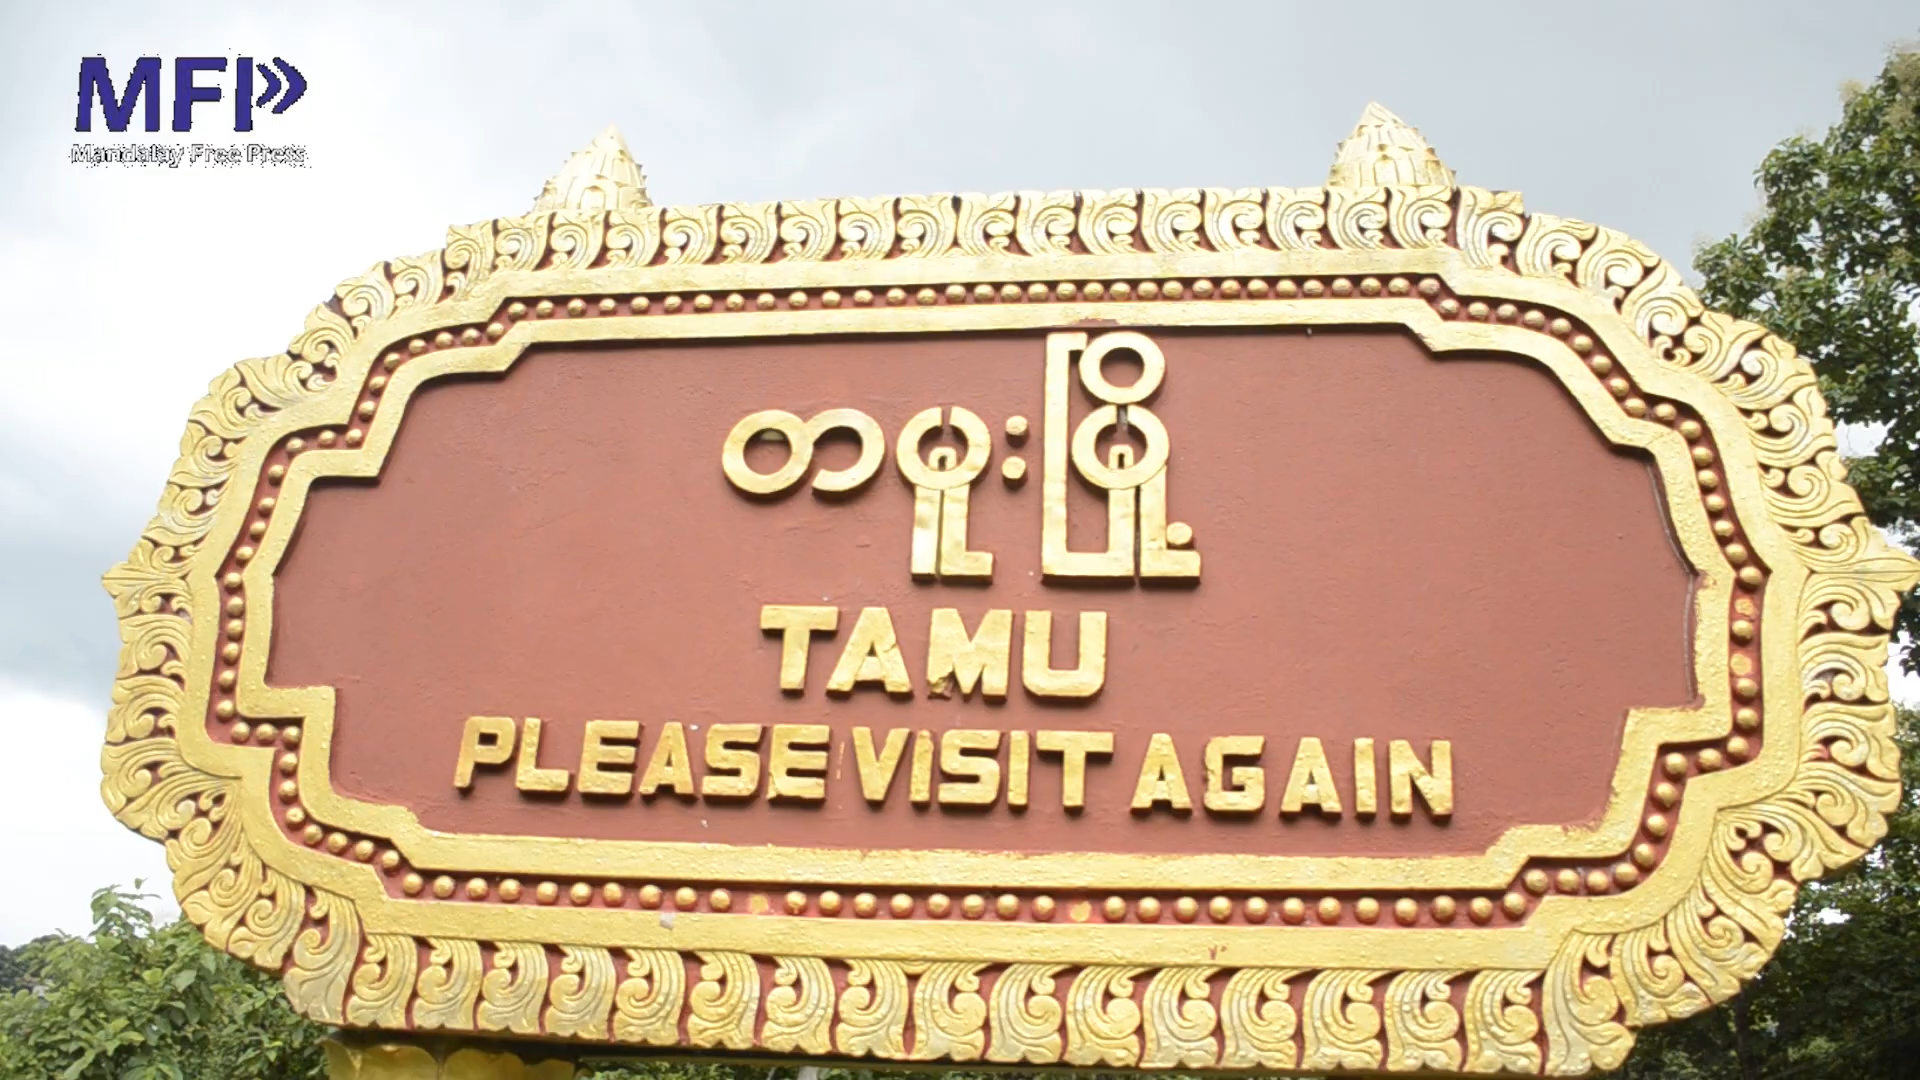 MFP
Mandalay Free Press
တမူးမြို့
TAMU
PLEASE VISIT AGAIN